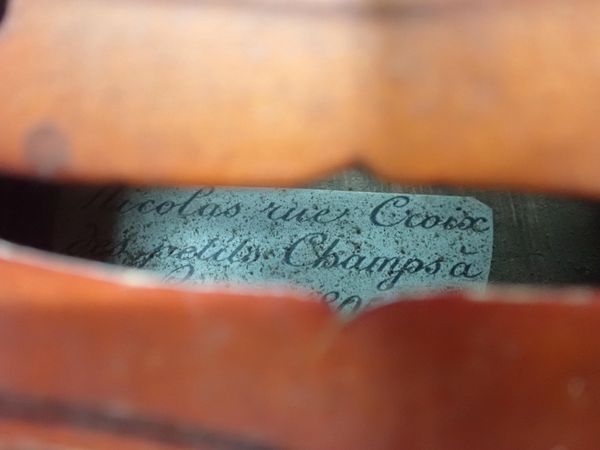 Nicolas rue Croix
des petits Champs à